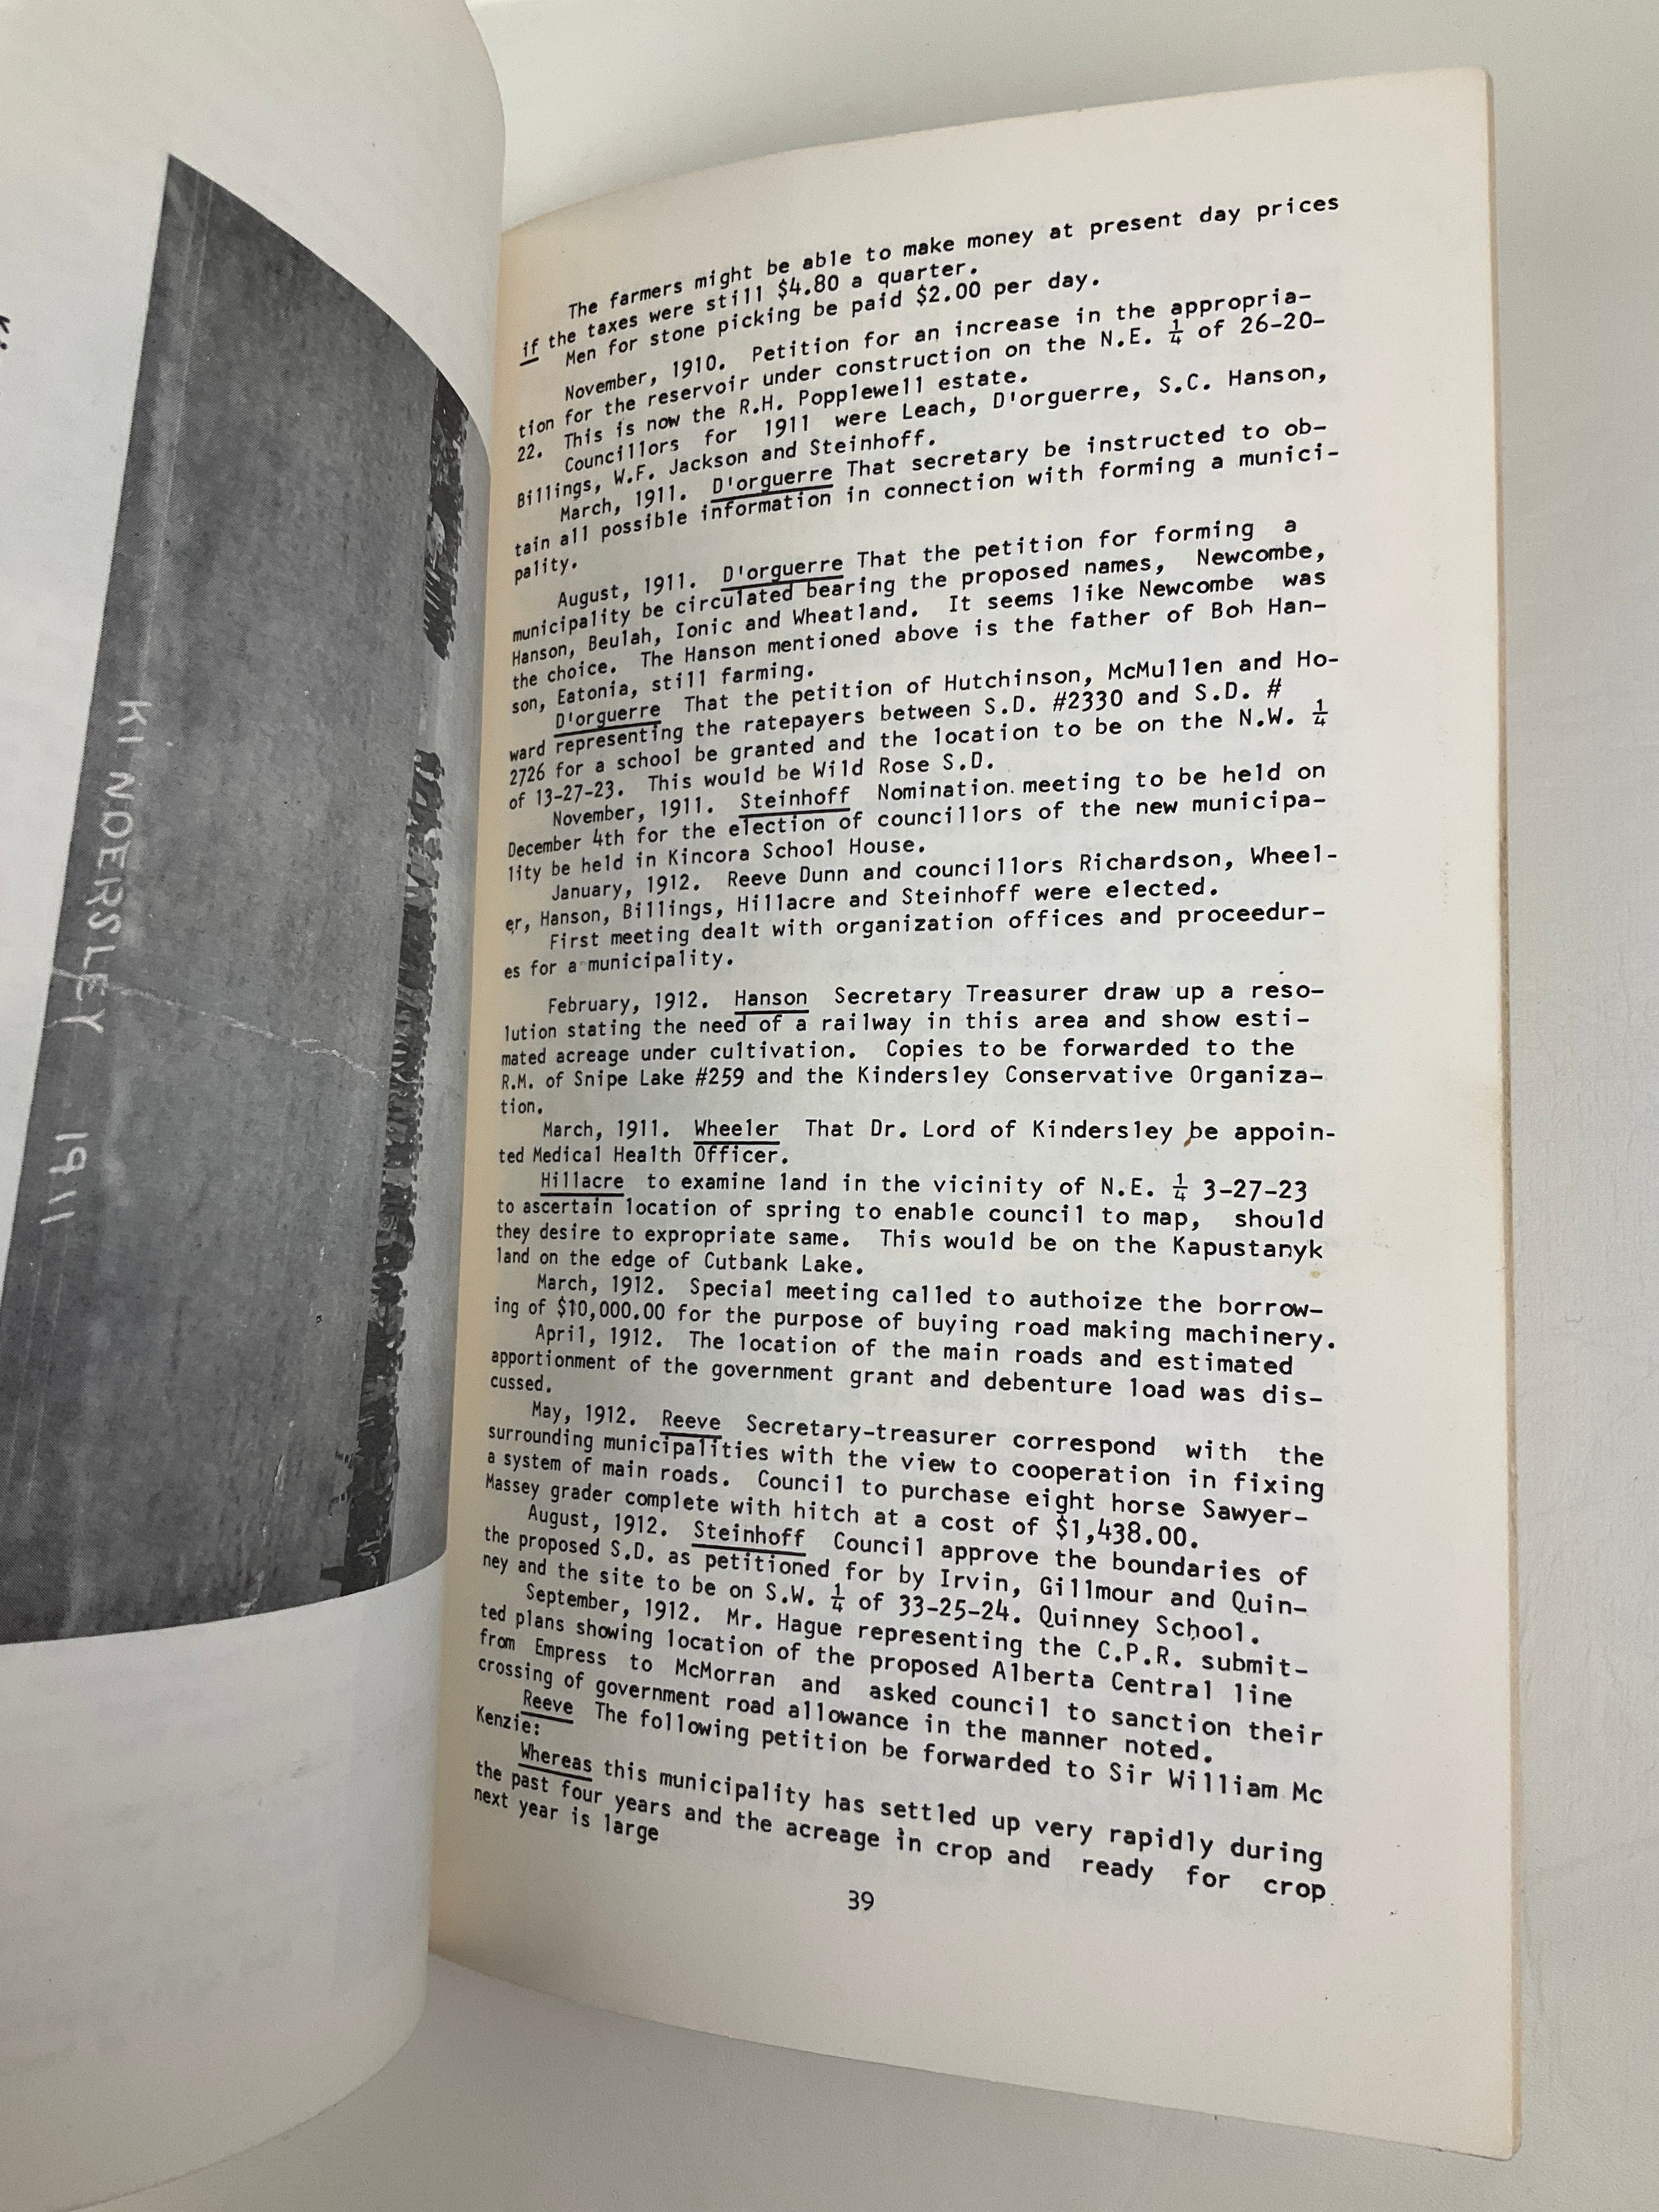 KINDERSLEY 1911
The farmers might be able to make money at present day prices
if the taxes were still $4.80 a quarter.
Men for stone picking be paid $2.00 per day.
November, 1910. Petition for an increase in the appropria-
tion for the reservoir under construction on the N.E. ¼ of 26-20-
22. This is now the R.H. Popplewell estate.
Councillors for 1911 were Leach, D'orguerre, S.C. Hanson,
Billings, W.F. Jackson and Steinhoff.
March, 1911. D'orguerre That secretary be instructed to ob-
tain all possible information in connection with forming a munici-
pality.
August, 1911. D'orguerre That the petition for forming a
municipality be circulated bearing the proposed names, Newcombe,
Hanson, Beulah, Ionic and Wheatland. It seems like Newcombe was
the choice. The Hanson mentioned above is the father of Boh Han-
son, Eatonia, still farming.
D'orguerre That the petition of Hutchinson, McMullen and Ho-
ward representing the ratepayers between S.D. #2330 and S.D. #
2726 for a school be granted and the location to be on the N.W. ¼
of 13-27-23. This would be Wild Rose S.D.
November, 1911. Steinhoff Nomination meeting to be held on
December 4th for the election of councillors of the new municipa-
lity be held in Kincora School House.
January, 1912. Reeve Dunn and councillors Richardson, Wheel-
er, Hanson, Billings, Hillacre and Steinhoff were elected.
First meeting dealt with organization offices and proceedur-
es for a municipality.
February, 1912. Hanson Secretary Treasurer draw up a reso-
lution stating the need of a railway in this area and show esti-
mated acreage under cultivation. Copies to be forwarded to the
R.M. of Snipe Lake #259 and the Kindersley Conservative Organiza-
tion.
March, 1911. Wheeler That Dr. Lord of Kindersley be appoin-
ted Medical Health Officer.
Hillacre to examine land in the vicinity of N.E. ¼ 3-27-23
to ascertain location of spring to enable council to map, should
they desire to expropriate same. This would be on the Kapustanyk
land on the edge of Cutbank Lake.
March, 1912. Special meeting called to authoize the borrow-
ing of $10,000.00 for the purpose of buying road making machinery.
April, 1912. The location of the main roads and estimated
apportionment of the government grant and debenture load was dis-
cussed.
May, 1912. Reeve Secretary-treasurer correspond with the
surrounding municipalities with the view to cooperation in fixing
a system of main roads. Council to purchase eight horse Sawyer-
Massey grader complete with hitch at a cost of $1,438.00.
August, 1912. Steinhoff Council approve the boundaries of
the proposed S.D. as petitioned for by Irvin, Gillmour and Quin-
ney and the site to be on S.W. ¼ of 33-25-24. Quinney School.
September, 1912. Mr. Hague representing the C.P.R. submit-
ted plans showing location of the proposed Alberta Central line
from Empress to McMorran and asked council to sanction their
crossing of government road allowance in the manner noted.
Reeve The following petition be forwarded to Sir William Mc
Kenzie:
Whereas this municipality has settled up very rapidly during
the past four years and the acreage in crop and ready for crop
next year is large
39